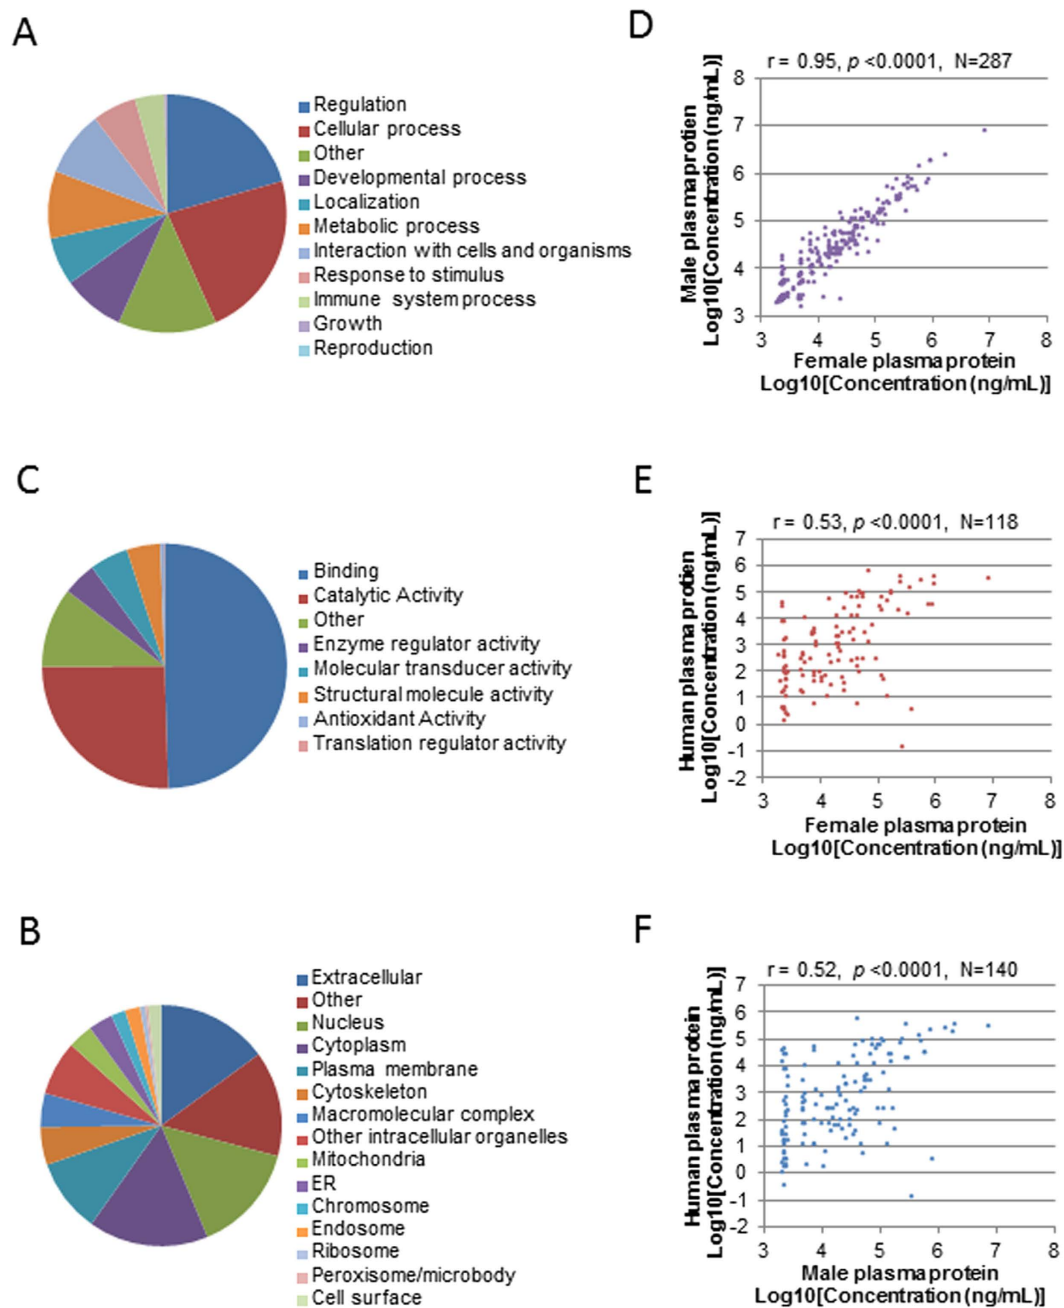 A
Regulation
Cellular process
Other
Developmental process
Localization
Metabolic process
Interaction with cells and organisms
Response to stimulus
Immune system process
Growth
Reproduction
D
r = 0.95, p <0.0001, N=287
Male plasma protien
Log10[Concentration (ng/mL)]
8
7
6
5
4
3
3 4 5 6 7 8
Female plasma protein
Log10[Concentration (ng/mL)]
C
Binding
Catalytic Activity
Other
Enzyme regulator activity
Molecular transducer activity
Structural molecule activity
Antioxidant Activity
Translation regulator activity
E
r = 0.53, p <0.0001, N=118
Human plasma protien
Log10[Concentration (ng/mL)]
7
6
5
4
3
2
1
0
-1
-2
3 4 5 6 7 8
Female plasma protein
Log10[Concentration (ng/mL)]
B
Extracellular
Other
Nucleus
Cytoplasm
Plasma membrane
Cytoskeleton
Macromolecular complex
Other intracellular organelles
Mitochondria
ER
Chromosome
Endosome
Ribosome
Peroxisome/microbody
Cell surface
F
r = 0.52, p <0.0001, N=140
Human plasma protein
Log10[Concentration (ng/mL)]
7
6
5
4
3
2
1
0
-1
-2
3 4 5 6 7 8
Male plasma protein
Log10[Concentration (ng/mL)]